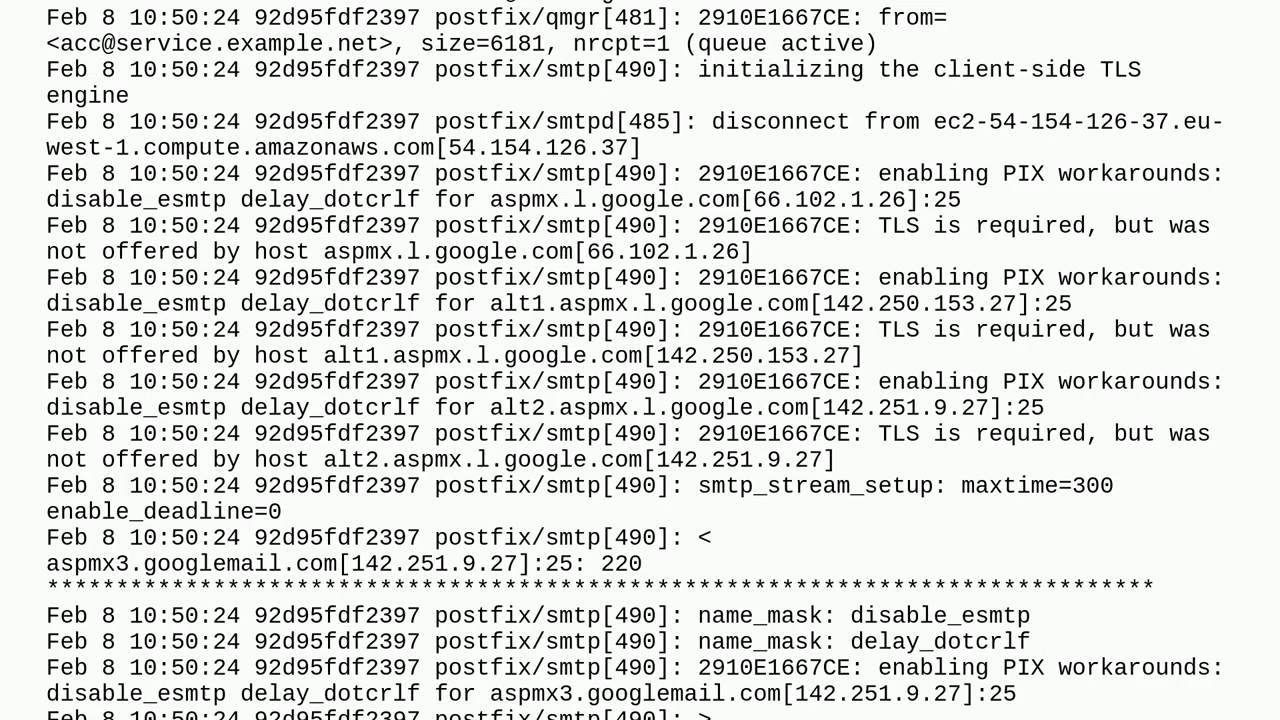 Feb 8 10:50:24 92d95fdf2397 postfix/qmgr[481]: 2910E1667CE: from=
<acc@service.example.net>, size=6181, nrcpt=1 (queue active)
Feb 8 10:50:24 92d95fdf2397 postfix/smtp[490]: initializing the client-side TLS
engine
Feb 8 10:50:24 92d95fdf2397 postfix/smtpd[485]: disconnect from ec2-54-154-126-37.eu-
west-1.compute.amazonaws.com[54.154.126.37]
Feb 8 10:50:24 92d95fdf2397 postfix/smtp[490]: 2910E1667CE: enabling PIX workarounds:
disable_esmtp delay_dotcrlf for aspmx.l.google.com[66.102.1.26]:25
Feb 8 10:50:24 92d95fdf2397 postfix/smtp[490]: 2910E1667CE: TLS is required, but was
not offered by host aspmx.l.google.com[66.102.1.26]
Feb 8 10:50:24 92d95fdf2397 postfix/smtp[490]: 2910E1667CE: enabling PIX workarounds:
disable_esmtp delay_dotcrlf for alt1.aspmx.l.google.com[142.250.153.27]:25
Feb 8 10:50:24 92d95fdf2397 postfix/smtp[490]: 2910E1667CE: TLS is required, but was
not offered by host alt1.aspmx.l.google.com[142.250.153.27]
Feb 8 10:50:24 92d95fdf2397 postfix/smtp[490]: 2910E1667CE: enabling PIX workarounds:
disable_esmtp delay_dotcrlf for alt2.aspmx.l.google.com[142.251.9.27]:25
Feb 8 10:50:24 92d95fdf2397 postfix/smtp[490]: 2910E1667CE: TLS is required, but was
not offered by host alt2.aspmx.l.google.com[142.251.9.27]
Feb 8 10:50:24 92d95fdf2397 postfix/smtp[490]: smtp_stream_setup: maxtime=300
enable_deadline=0
Feb 8 10:50:24 92d95fdf2397 postfix/smtp[490]: <
aspmx3.googlemail.com[142.251.9.27]:25: 220
********************************************************************************
Feb 8 10:50:24 92d95fdf2397 postfix/smtp[490]: name_mask: disable_esmtp
Feb 8 10:50:24 92d95fdf2397 postfix/smtp[490]: name_mask: delay_dotcrlf
Feb 8 10:50:24 92d95fdf2397 postfix/smtp[490]: 2910E1667CE: enabling PIX workarounds:
disable_esmtp delay_dotcrlf for aspmx3.googlemail.com[142.251.9.27]:25
Feb 8 10:50:24 92d95fdf2397 postfix/smtp[490]: >